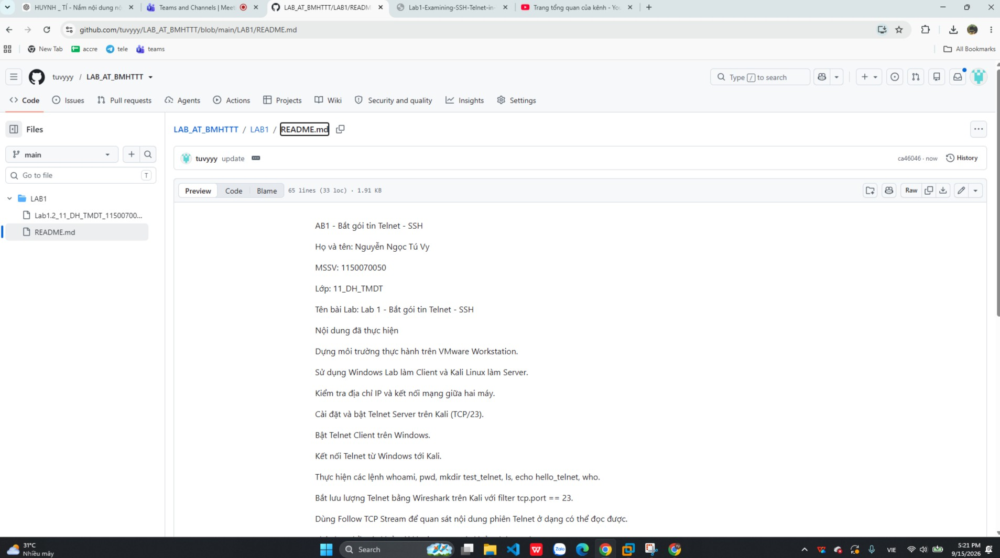 HUYNH _ TÍ - Nắm nội dung nố
Teams and Channels | Meet
LAB_AT_BMHTTT/LAB1/READM
Lab1-Examining-SSH-Telnet-in-
Trang tổng quan của kênh - You
github.com/tuvyyy/LAB_AT_BMHTTT/blob/main/LAB1/README.md
New Tab
accre
tele
teams
All Bookmarks
tuvyyy / LAB_AT_BMHTTT
Type / to search
Code
Issues
Pull requests
Agents
Actions
Projects
Wiki
Security and quality
Insights
Settings
Files
LAB_AT_BMHTTT / LAB1 / README.md
main
tuvyyy update
ca46046 · now
History
Go to file
T
Preview
Code
Blame
65 lines (33 loc) · 1.91 KB
Raw
LAB1
Lab1.2_11_DH_TMDT_11500700...
README.md
AB1 - Bắt gói tin Telnet - SSH
Họ và tên: Nguyễn Ngọc Tú Vy
MSSV: 1150070050
Lớp: 11_DH_TMDT
Tên bài Lab: Lab 1 - Bắt gói tin Telnet - SSH
Nội dung đã thực hiện
Dựng môi trường thực hành trên VMware Workstation.
Sử dụng Windows Lab làm Client và Kali Linux làm Server.
Kiểm tra địa chỉ IP và kết nối mạng giữa hai máy.
Cài đặt và bật Telnet Server trên Kali (TCP/23).
Bật Telnet Client trên Windows.
Kết nối Telnet từ Windows tới Kali.
Thực hiện các lệnh whoami, pwd, mkdir test_telnet, ls, echo hello_telnet, who.
Bắt lưu lượng Telnet bằng Wireshark trên Kali với filter tcp.port == 23.
Dùng Follow TCP Stream để quan sát nội dung phiên Telnet ở dạng có thể đọc được.
31°C
Nhiều mây
Search
Zalo
VIE
5:21 PM
9/15/2026